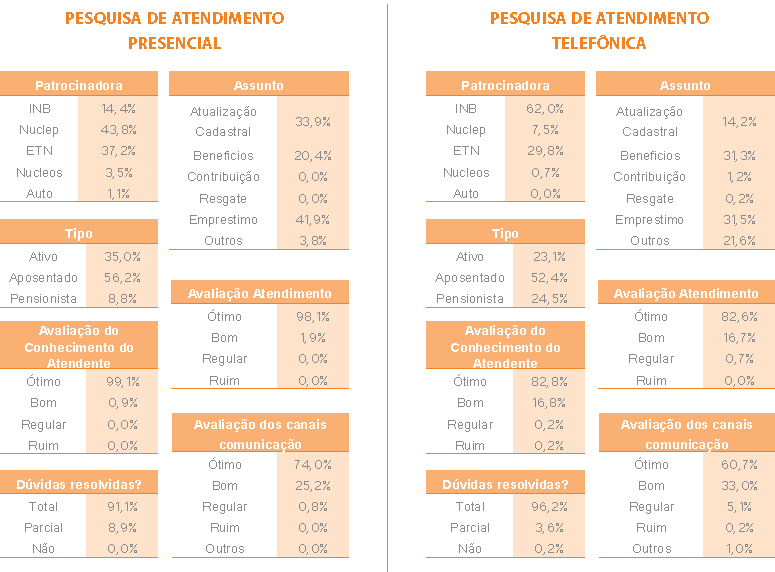 PESQUISA DE ATENDIMENTO
PRESENCIAL
Patrocinadora
INB 14,4%
Nuclep 43,8%
ETN 37,2%
Nucleos 3,5%
Auto 1,1%
Tipo
Ativo 35,0%
Aposentado 56,2%
Pensionista 8,8%
Avaliação do
Conhecimento do
Atendente
Ótimo 99,1%
Bom 0,9%
Regular 0,0%
Ruim 0,0%
Dúvidas resolvidas?
Total 91,1%
Parcial 8,9%
Não 0,0%
Assunto
Atualização
Cadastral 33,9%
Beneficios 20,4%
Contribuição 0,0%
Resgate 0,0%
Emprestimo 41,9%
Outros 3,8%
Avaliação Atendimento
Ótimo 98,1%
Bom 1,9%
Regular 0,0%
Ruim 0,0%
Avaliação dos canais
comunicação
Ótimo 74,0%
Bom 25,2%
Regular 0,8%
Ruim 0,0%
Outros 0,0%
PESQUISA DE ATENDIMENTO
TELEFÔNICA
Patrocinadora
INB 62,0%
Nuclep 7,5%
ETN 29,8%
Nucleos 0,7%
Auto 0,0%
Tipo
Ativo 23,1%
Aposentado 52,4%
Pensionista 24,5%
Avaliação do
Conhecimento do
Atendente
Ótimo 82,8%
Bom 16,8%
Regular 0,2%
Ruim 0,2%
Dúvidas resolvidas?
Total 96,2%
Parcial 3,6%
Não 0,2%
Assunto
Atualização
Cadastral 14,2%
Beneficios 31,3%
Contribuição 1,2%
Resgate 0,2%
Emprestimo 31,5%
Outros 21,6%
Avaliação Atendimento
Ótimo 82,6%
Bom 16,7%
Regular 0,7%
Ruim 0,0%
Avaliação dos canais
comunicação
Ótimo 60,7%
Bom 33,0%
Regular 5,1%
Ruim 0,2%
Outros 1,0%